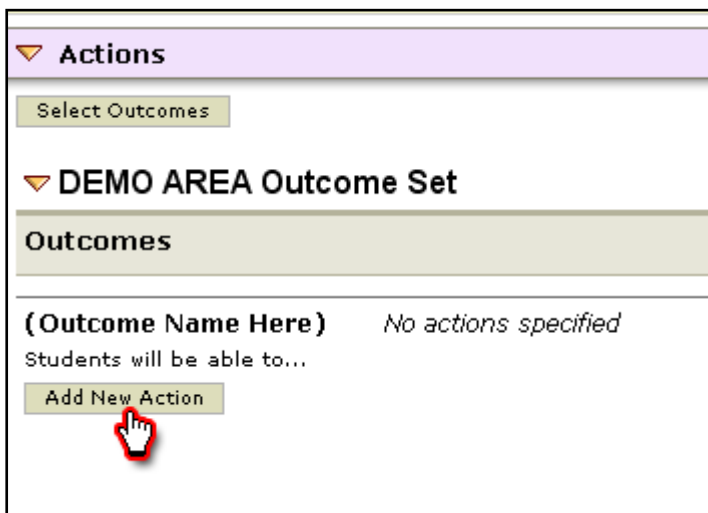 Actions
Select Outcomes
DEMO AREA Outcome Set
Outcomes
(Outcome Name Here) No actions specified
Students will be able to...
Add New Action